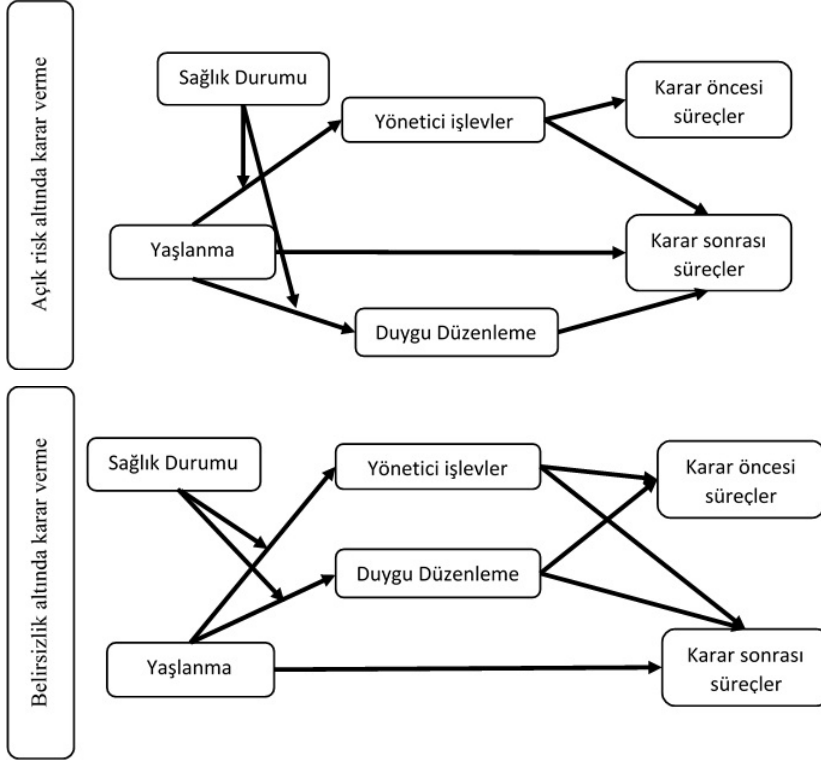 Açık risk altında karar verme
Sağlık Durumu
Yönetici işlevler
Karar öncesi
süreçler
Yaşlanma
Karar sonrası
süreçler
Duygu Düzenleme
Belirsizlik altında karar verme
Sağlık Durumu
Yönetici işlevler
Karar öncesi
süreçler
Duygu Düzenleme
Yaşlanma
Karar sonrası
süreçler